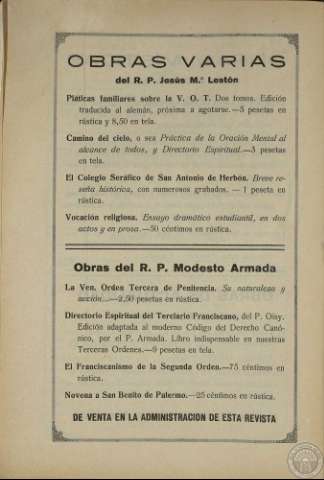 OBRAS VARIAS
del R. P. Jesús M.ª Lestón
Pláticas familiares sobre la V. O. T. Dos tomos. Edición
traducida al alemán, próxima a agotarse.—5 pesetas en
rústica y 8,50 en tela.
Camino del cielo, o sea Práctica de la Oración Mental al
alcance de todos, y Directorio Espiritual.—3 pesetas
en tela.
El Colegio Seráfico de San Antonio de Herbón. Breve re-
seña histórica, con numerosos grabados. — 1 peseta en
rústica.
Vocación religiosa. Ensayo dramático estudiantil, en dos
actos y en prosa.—50 céntimos en rústica.
Obras del R. P. Modesto Armada
La Ven. Orden Tercera de Penitencia. Su naturaleza y
acción...—2,50 pesetas en rústica.
Directorio Espiritual del Terciario Franciscano, del P. Oisy.
Edición adaptada al moderno Código del Derecho Canó-
nico, por el P. Armada. Libro indispensable en nuestras
Terceras Ordenes.— pesetas en tela.
El Franciscanismo de la Segunda Orden.—75 céntimos en
rústica.
Novena a San Benito de Palermo.—25 céntimos en rústica.
DE VENTA EN LA ADMINISTRACION DE ESTA REVISTA